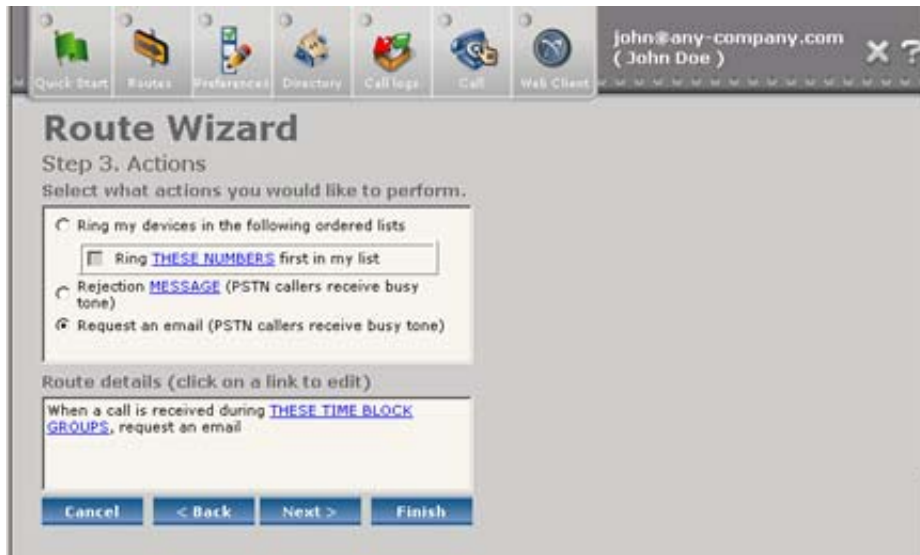 Quick Start Routes Preferences Directory Call logs Call Web Client
john@any-company.com
( John Doe )
Route Wizard
Step 3. Actions
Select what actions you would like to perform.
Ring my devices in the following ordered lists
Ring THESE NUMBERS first in my list
Rejection MESSAGE (PSTN callers receive busy
tone)
Request an email (PSTN callers receive busy tone)
Route details (click on a link to edit)
When a call is received during THESE TIME BLOCK
GROUPS, request an email
Cancel < Back Next > Finish